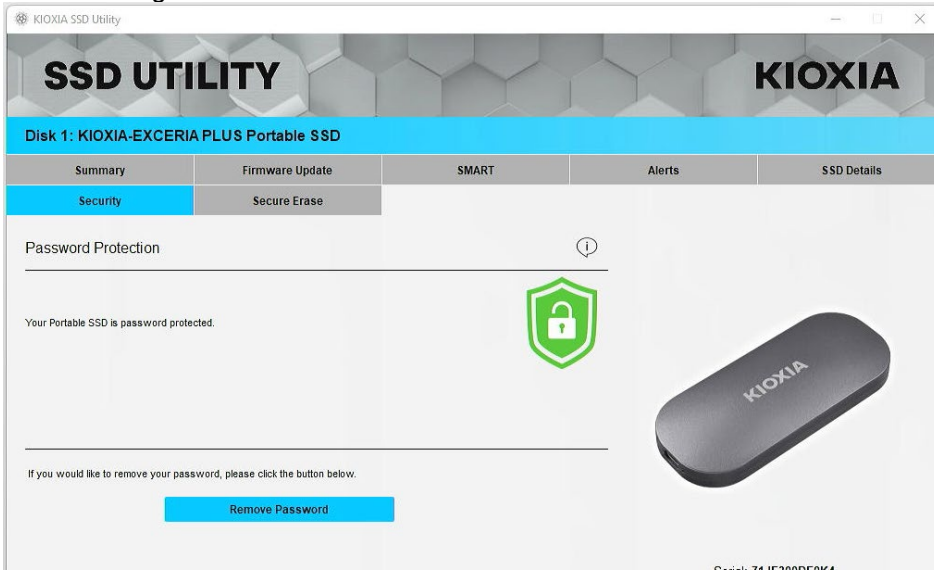 KIOXIA SSD Utility
SSD UTILITY
KIOXIA
Disk 1: KIOXIA-EXCERIA PLUS Portable SSD
Summary Firmware Update SMART Alerts SSD Details
Security Secure Erase
Password Protection
Your Portable SSD is password protected.
KIOXIA
If you would like to remove your password, please click the button below.
Remove Password